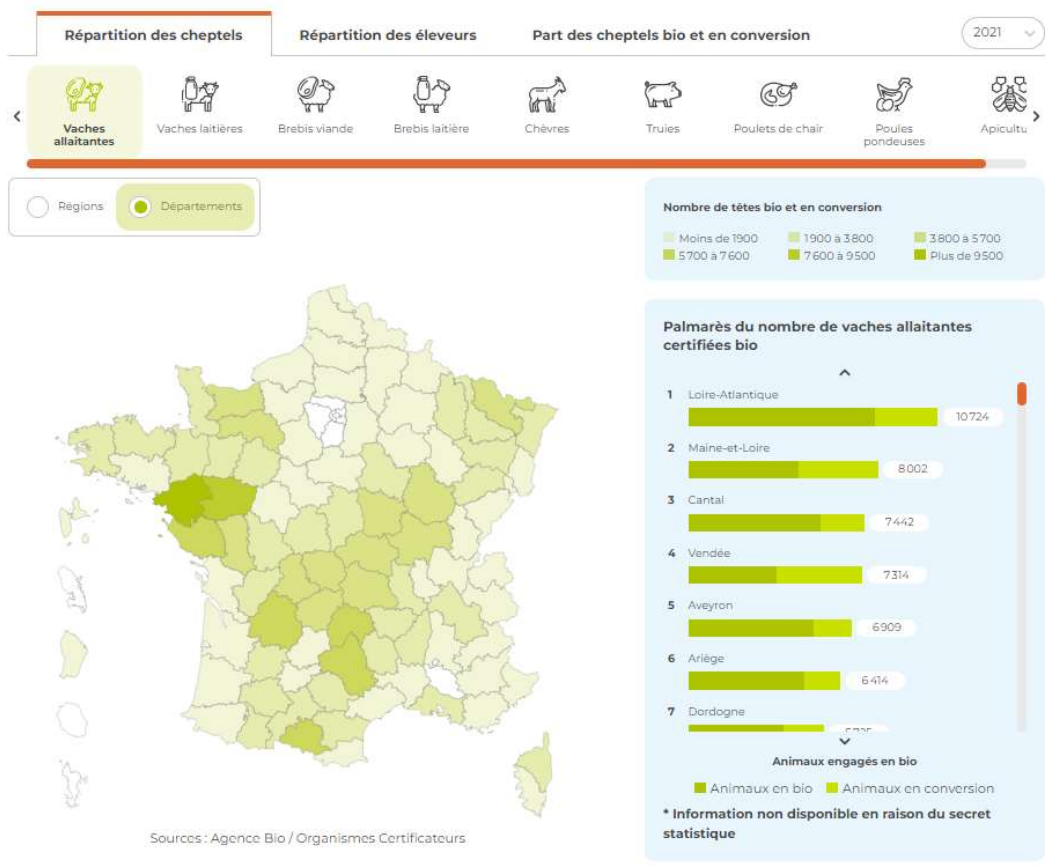 Répartition des cheptels
Répartition des éleveurs
Part des cheptels bio et en conversion
2021
Vaches
allaitantes
Vaches laitières
Brebis viande
Brebis laitière
Chèvres
Truies
Poulets de chair
Poules
pondeuses
Apicultu
Régions
Départements
Nombre de têtes bio et en conversion
Moins de 1900
1900 à 3800
3800 à 5700
5700 à 7600
7600 à 9500
Plus de 9500
Palmarès du nombre de vaches allaitantes
certifiées bio
1 Loire-Atlantique
10724
2 Maine-et-Loire
8002
3 Cantal
7442
4 Vendée
7314
5 Aveyron
6909
6 Ariège
6414
7 Dordogne
Animaux engagés en bio
Animaux en bio
Animaux en conversion
* Information non disponible en raison du secret
statistique
Sources : Agence Bio / Organismes Certificateurs